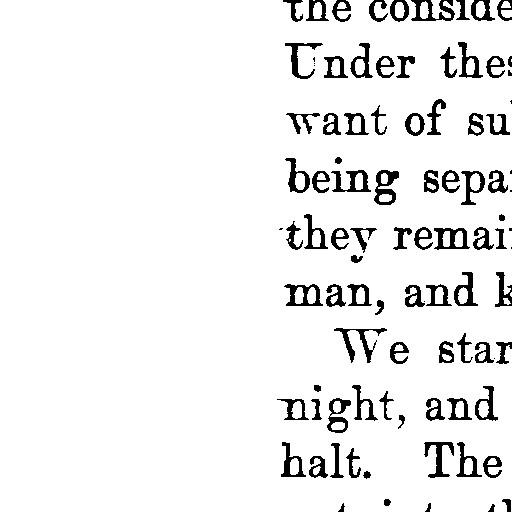 the conside
Under thes
want of su
being sepa
they remai
man, and k
We star
night, and
halt. The